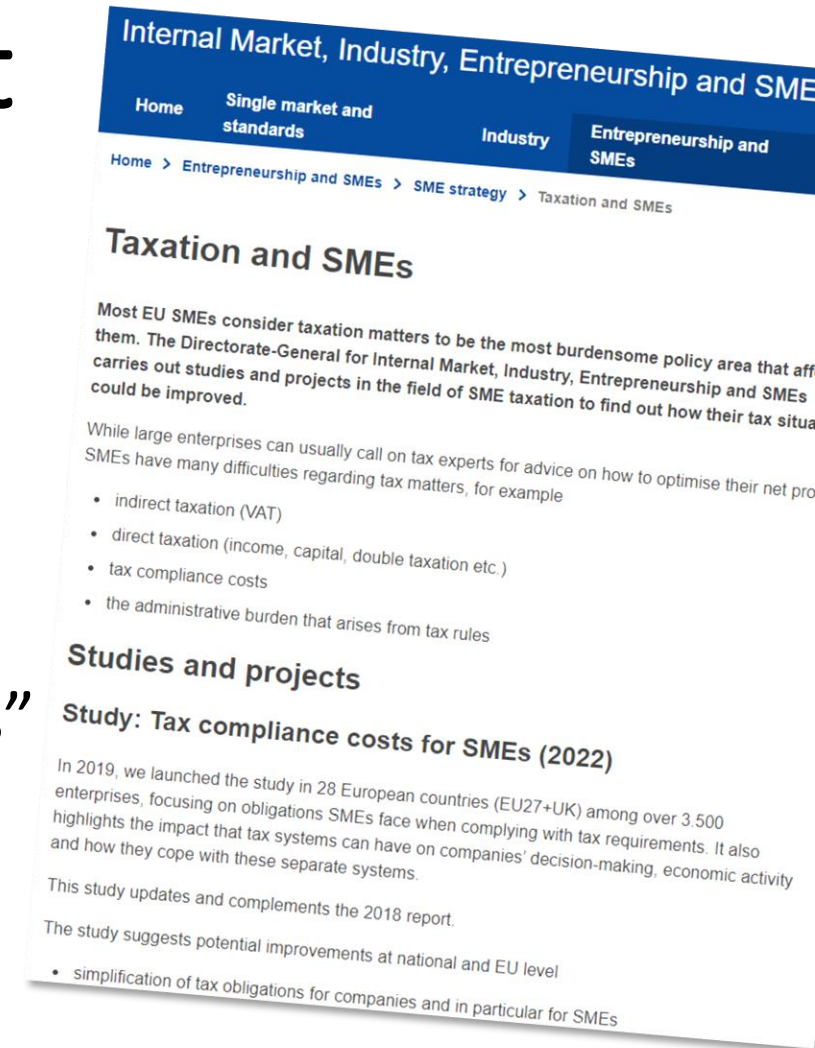 t
Internal Market, Industry, Entrepreneurship and SME
Home
Single market and
standards
Industry
Entrepreneurship and
SMEs
Home > Entrepreneurship and SMEs > SME strategy > Taxation and SMEs
Taxation and SMEs
Most EU SMEs consider taxation matters to be the most burdensome policy area that aff
them. The Directorate-General for Internal Market, Industry, Entrepreneurship and SMEs
carries out studies and projects in the field of SME taxation to find out how their tax situa
could be improved.
While large enterprises can usually call on tax experts for advice on how to optimise their net pro
SMEs have many difficulties regarding tax matters, for example
• indirect taxation (VAT)
• direct taxation (income, capital, double taxation etc.)
• tax compliance costs
• the administrative burden that arises from tax rules
Studies and projects
”
Study: Tax compliance costs for SMEs (2022)
In 2019, we launched the study in 28 European countries (EU27+UK) among over 3.500
enterprises, focusing on obligations SMEs face when complying with tax requirements. It also
highlights the impact that tax systems can have on companies' decision-making, economic activity
and how they cope with these separate systems.
This study updates and complements the 2018 report.
The study suggests potential improvements at national and EU level
• simplification of tax obligations for companies and in particular for SMEs